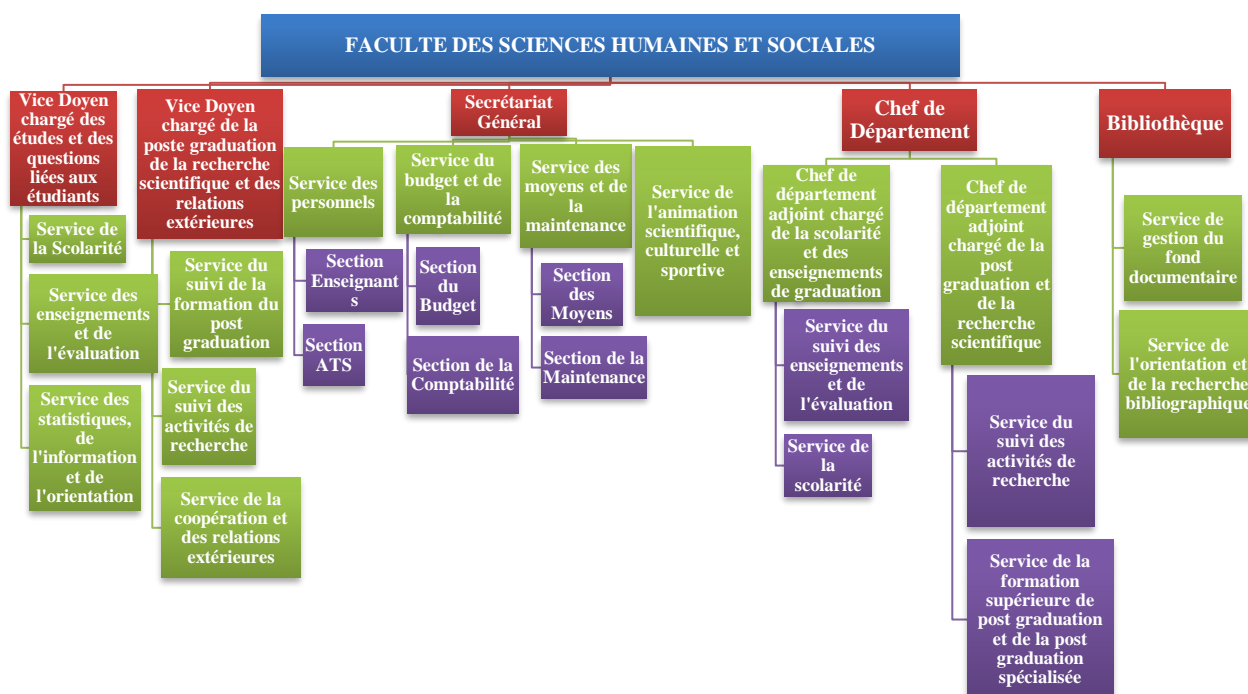 FACULTE DES SCIENCES HUMAINES ET SOCIALES
Vice Doyen
chargé des
études et des
questions
liées aux
étudiants
Service de
la Scolarité
Service des
enseignements
et de
l'évaluation
Service des
statistiques,
de
l'information
et de
l'orientation
Vice Doyen
chargé de la
poste graduation
de la recherche
scientifique et des
relations
extérieures
Service du
suivi de la
formation du
post
graduation
Service du
suivi des
activités de
recherche
Service de la
coopération et
des relations
extérieures
Secrétariat
Général
Service des
personnels
Section
Enseignant
s
Section
ATS
Service du
budget et de
la
comptabilité
Section
du
Budget
Section de la
Comptabilité
Service des
moyens et de
la
maintenance
Section
des
Moyens
Section de la
Maintenance
Service de
l'animation
scientifique,
culturelle et
sportive
Chef de
Département
Chef de
département
adjoint chargé
de la scolarité
et des
enseignements
de graduation
Service du
suivi des
enseignements
et de
l'évaluation
Service de
la
scolarité
Chef de
département
adjoint
chargé de la
post
graduation et
de la
recherche
scientifique
Service du
suivi des
activités de
recherche
Service de la
formation
supérieure de
post graduation
et de la post
graduation
spécialisée
Bibliothèque
Service de
gestion du
fond
documentaire
Service de
l'orientation et
de la recherche
bibliographique